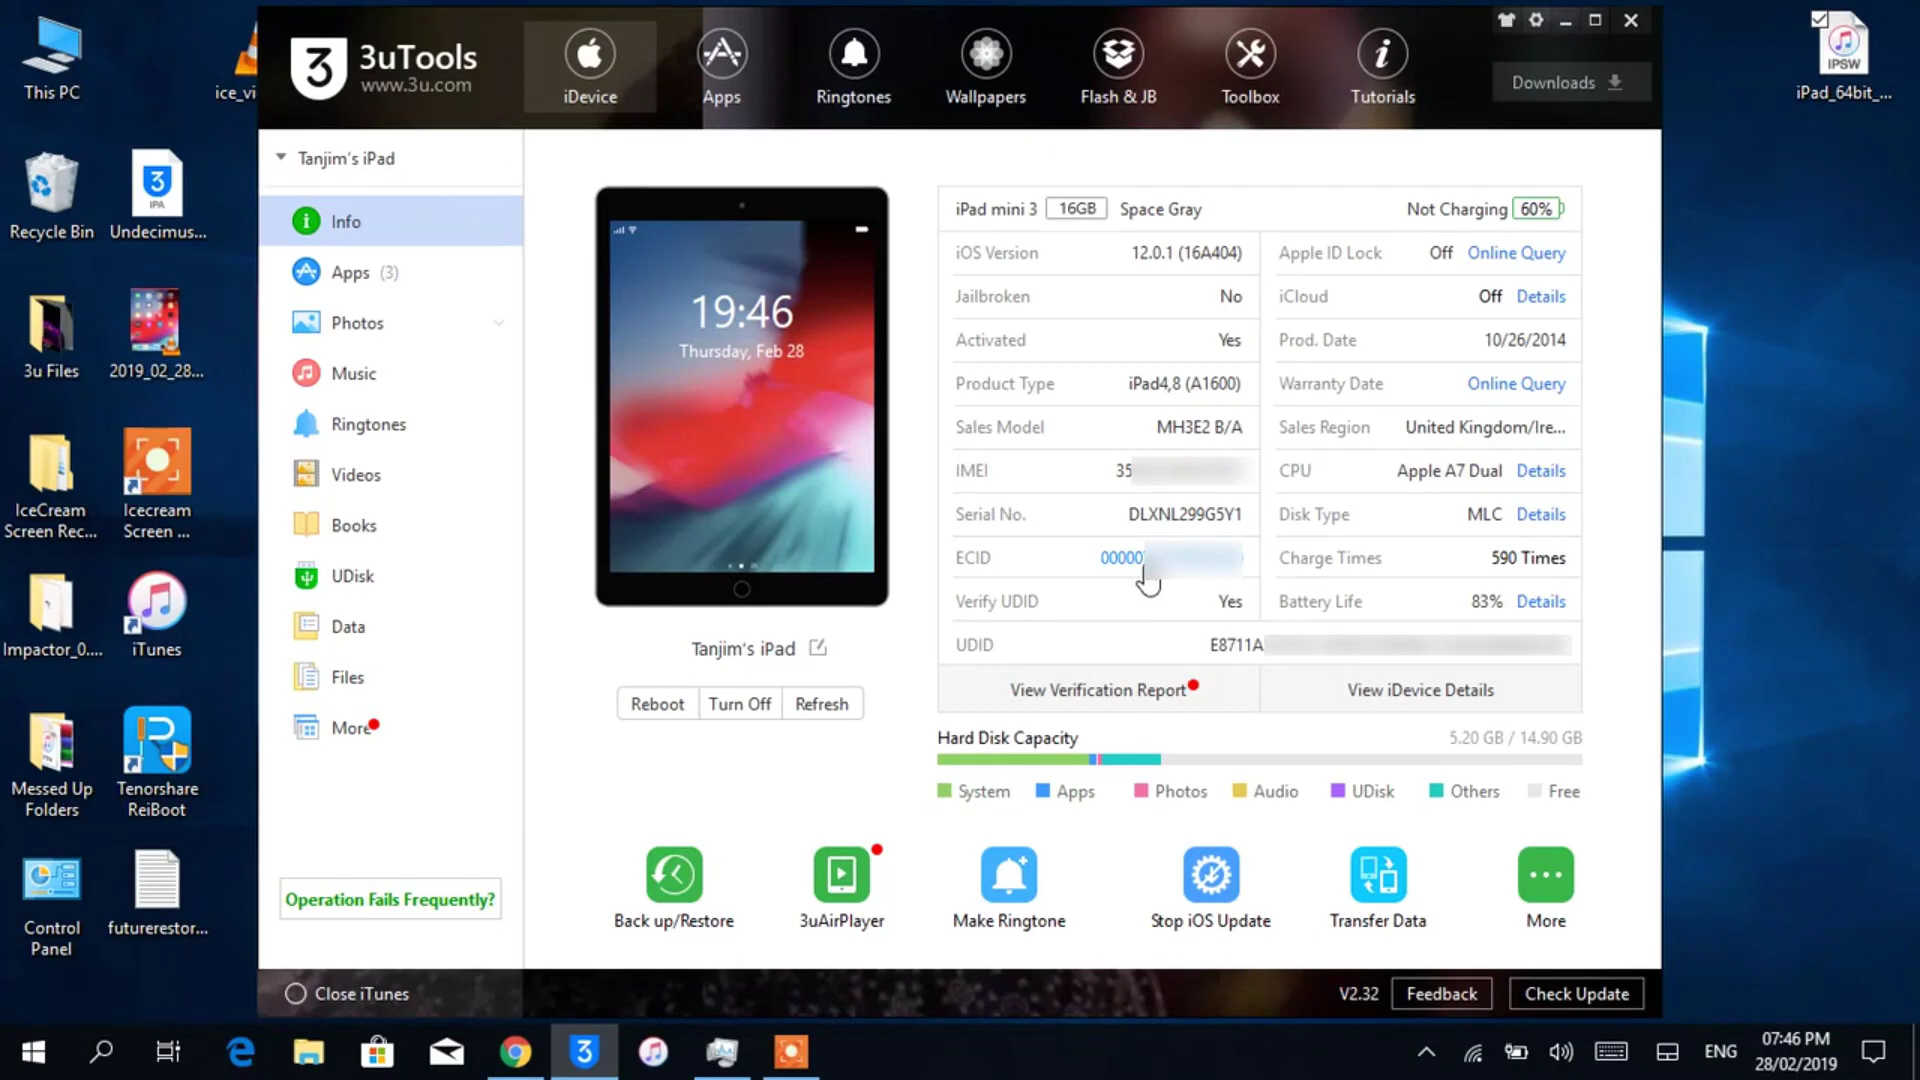 This PC
ice_vi
Recycle Bin
Undecimus...
3
IPA
3u Files
2019_02_28...
IceCream
Screen Rec...
Icecream
Screen ...
Impactor_0....
iTunes
Messed Up
Folders
Tenorshare
ReiBoot
Control
Panel
futurerestor...
3
3uTools
www.3u.com
iDevice
Apps
Ringtones
Wallpapers
Flash & JB
Toolbox
Tutorials
Downloads
IPSW
iPad_64bit_...
Tanjim's iPad
Info
Apps (3)
Photos
Music
Ringtones
Videos
Books
UDisk
Data
Files
More
Operation Fails Frequently?
19:46
Thursday, Feb 28
Tanjim's iPad
Reboot Turn Off Refresh
iPad mini 3 16GB Space Gray Not Charging 60%
iOS Version 12.0.1 (16A404) Apple ID Lock Off Online Query
Jailbroken No iCloud Off Details
Activated Yes Prod. Date 10/26/2014
Product Type iPad4,8 (A1600) Warranty Date Online Query
Sales Model MH3E2 B/A Sales Region United Kingdom/Ire...
IMEI 35 CPU Apple A7 Dual Details
Serial No. DLXNL299G5Y1 Disk Type MLC Details
ECID 00000 Charge Times 590 Times
Verify UDID Yes Battery Life 83% Details
UDID E8711A
View Verification Report View iDevice Details
Hard Disk Capacity 5.20 GB / 14.90 GB
System Apps Photos Audio UDisk Others Free
Back up/Restore
3uAirPlayer
Make Ringtone
Stop iOS Update
Transfer Data
More
Close iTunes
V2.32 Feedback Check Update
3
ENG
07:46 PM
28/02/2019